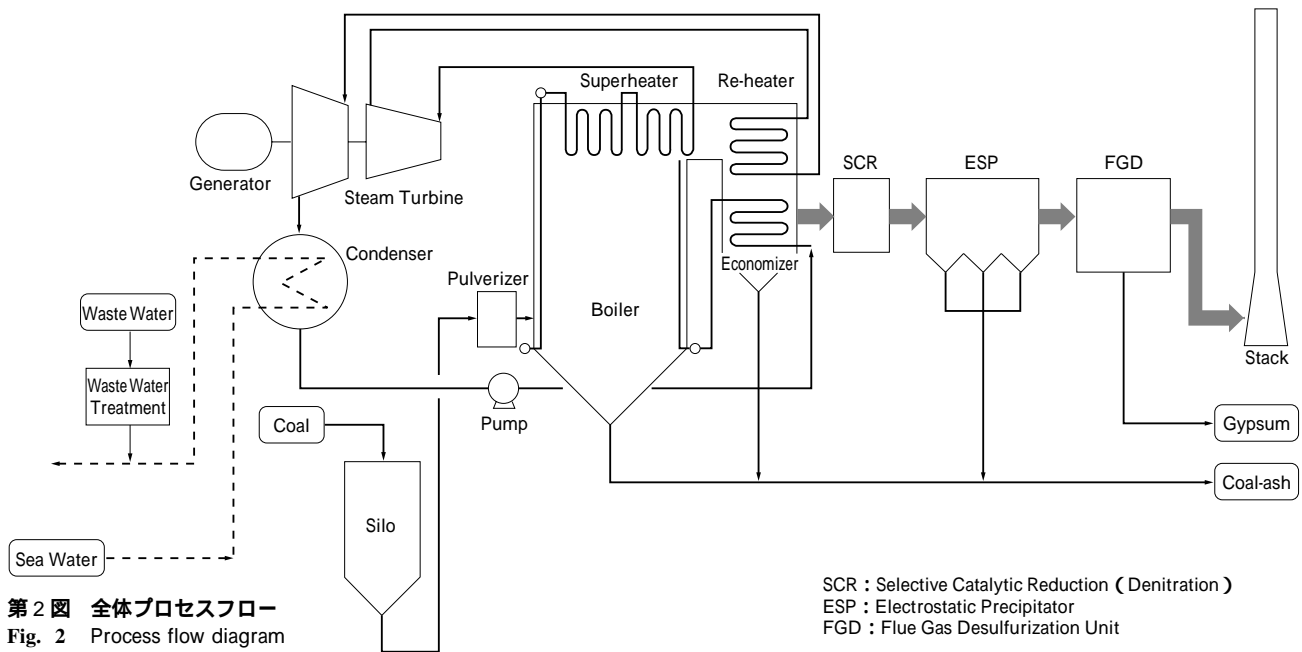 Superheater
Re-heater
Generator
Steam Turbine
SCR
ESP
FGD
Condenser
Pulverizer
Economizer
Waste Water
Boiler
Stack
Waste Water
Treatment
Pump
Coal
Gypsum
Coal-ash
Silo
Sea Water
第2図 全体プロセスフロー
Fig. 2 Process flow diagram
SCR : Selective Catalytic Reduction ( Denitration )
ESP : Electrostatic Precipitator
FGD : Flue Gas Desulfurization Unit